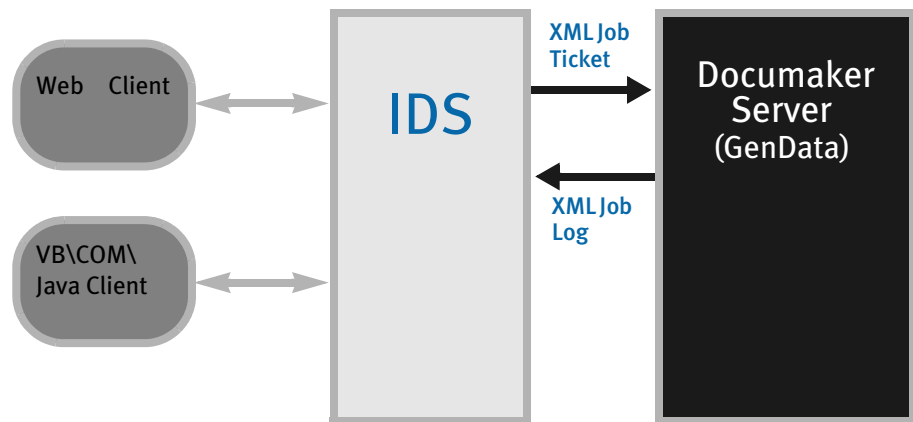 Web Client
VB\COM\
Java Client
IDS
XML Job
Ticket
XML Job
Log
Documaker
Server
(GenData)